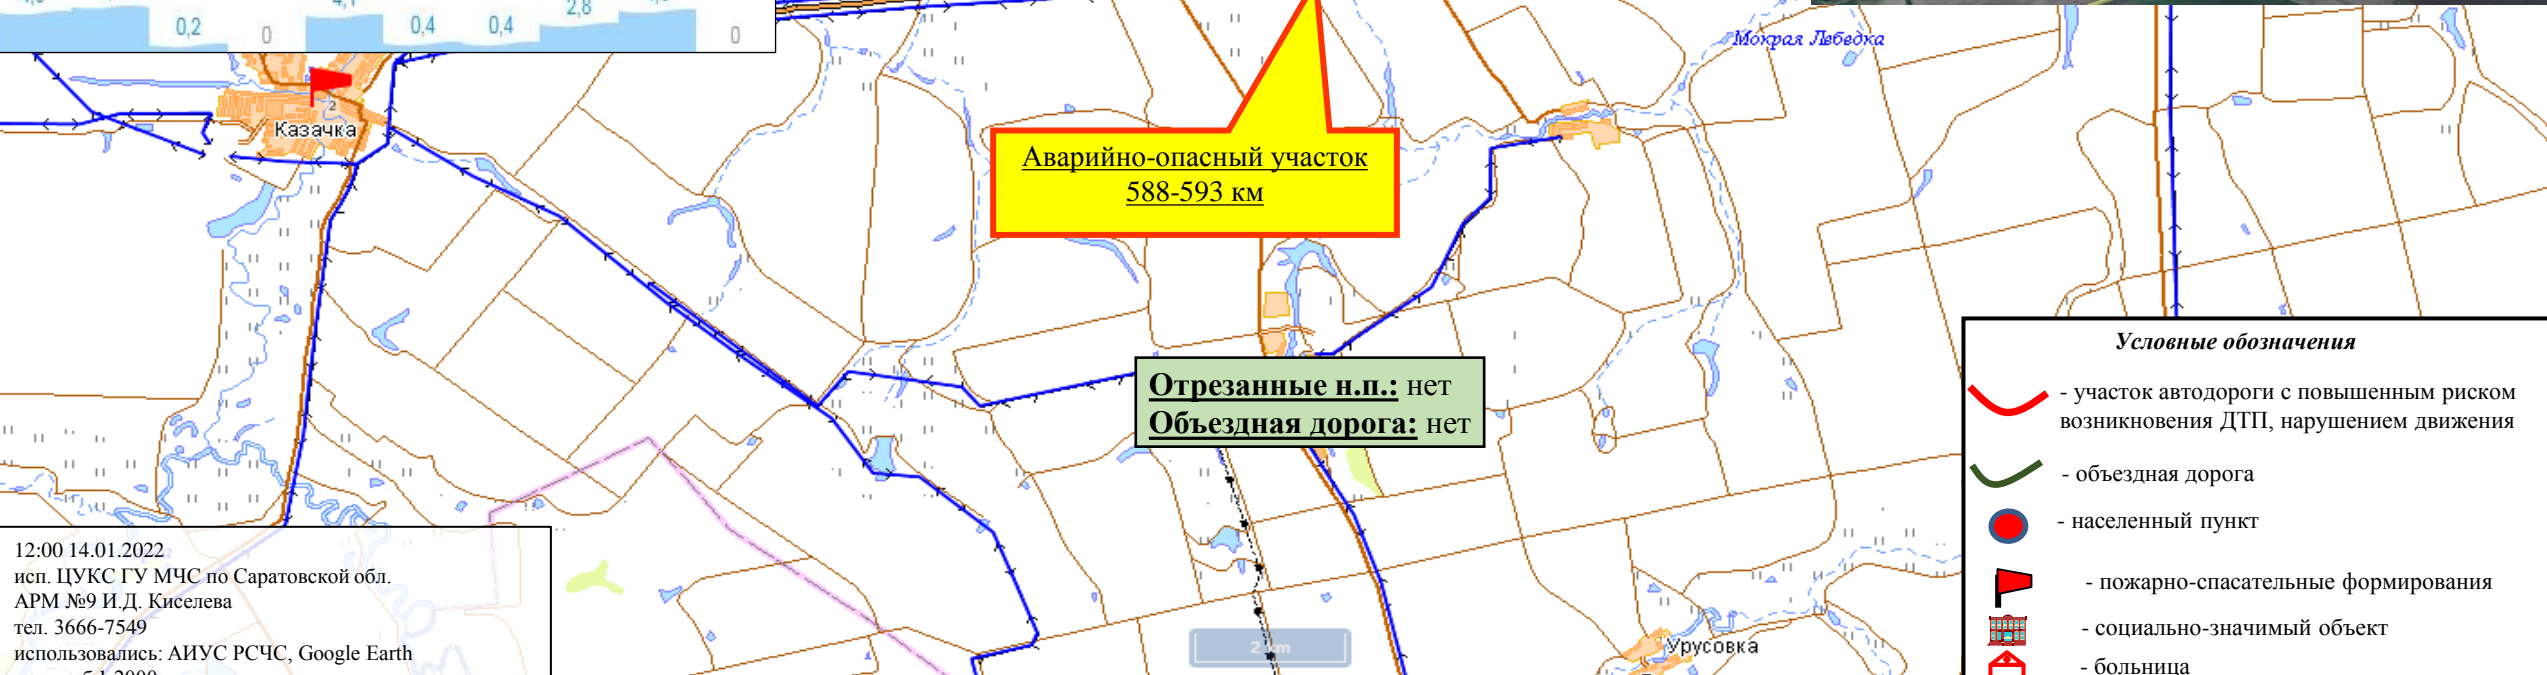 0,2
0
0,4
0,4
2,8
0
Мокрая Лебедка
2
Казачка
Аварийно-опасный участок
588-593 км
Отрезанные н.п.: нет
Объездная дорога: нет
Условные обозначения
- участок автодороги с повышенным риском
возникновения ДТП, нарушением движения
- объездная дорога
- населенный пункт
- пожарно-спасательные формирования
- социально-значимый объект
- больница
12:00 14.01.2022
исп. ЦУКС ГУ МЧС по Саратовской обл.
АРМ №9 И.Д. Киселева
тел. 3666-7549
использовались: АИУС РСЧС, Google Earth
2 km
Урусовка